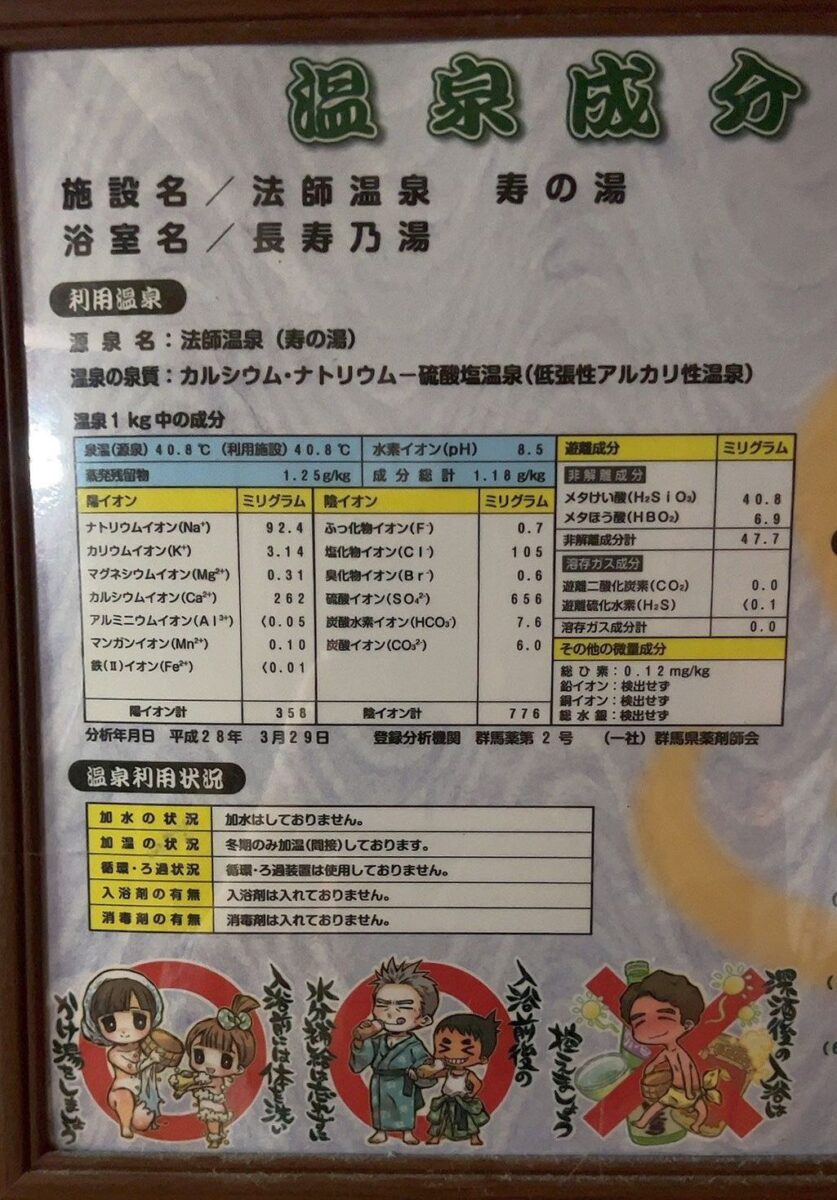 温泉成分
施設名／法師温泉　寿の湯
浴室名／長寿乃湯
利用温泉
源泉名：法師温泉（寿の湯）
温泉の泉質：カルシウム・ナトリウム－硫酸塩温泉（低張性アルカリ性温泉）
温泉1kg中の成分
泉温（源泉）40.8℃（利用施設）40.8℃　水素イオン(pH)　8.5
蒸発残留物　1.25g/kg　成分総計　1.18g/kg
陽イオン　ミリグラム
ナトリウムイオン(Na⁺)　92.4
カリウムイオン(K⁺)　3.14
マグネシウムイオン(Mg²⁺)　0.31
カルシウムイオン(Ca²⁺)　262
アルミニウムイオン(Al³⁺)　<0.05
マンガンイオン(Mn²⁺)　0.10
鉄(Ⅱ)イオン(Fe²⁺)　<0.01
陽イオン計　358
陰イオン　ミリグラム
ふっ化物イオン(F⁻)　0.7
塩化物イオン(Cl⁻)　105
臭化物イオン(Br⁻)　0.6
硫酸イオン(SO₄²⁻)　656
炭酸水素イオン(HCO₃⁻)　7.6
炭酸イオン(CO₃²⁻)　6.0
陰イオン計　776
遊離成分　ミリグラム
非解離成分
メタけい酸(H₂SiO₃)　40.8
メタほう酸(HBO₂)　6.9
非解離成分計　47.7
溶存ガス成分
遊離二酸化炭素(CO₂)　0.0
遊離硫化水素(H₂S)　<0.1
溶存ガス成分計　0.0
その他の微量成分
総ひ素：0.12mg/kg
鉛イオン：検出せず
銅イオン：検出せず
総水銀：検出せず
分析年月日　平成28年　3月29日　登録分析機関　群馬薬第2号　（一社）群馬県薬剤師会
温泉利用状況
加水の状況　加水はしておりません。
加温の状況　冬期のみ加温(間接)しております。
循環・ろ過状況　循環・ろ過装置は使用しておりません。
入浴剤の有無　入浴剤は入れておりません。
消毒剤の有無　消毒剤は入れておりません。
入浴前には体を洗い
かけ湯をしましょう
入浴前後の
水分補給は忘れずに
深酒後の入浴は
控えましょう